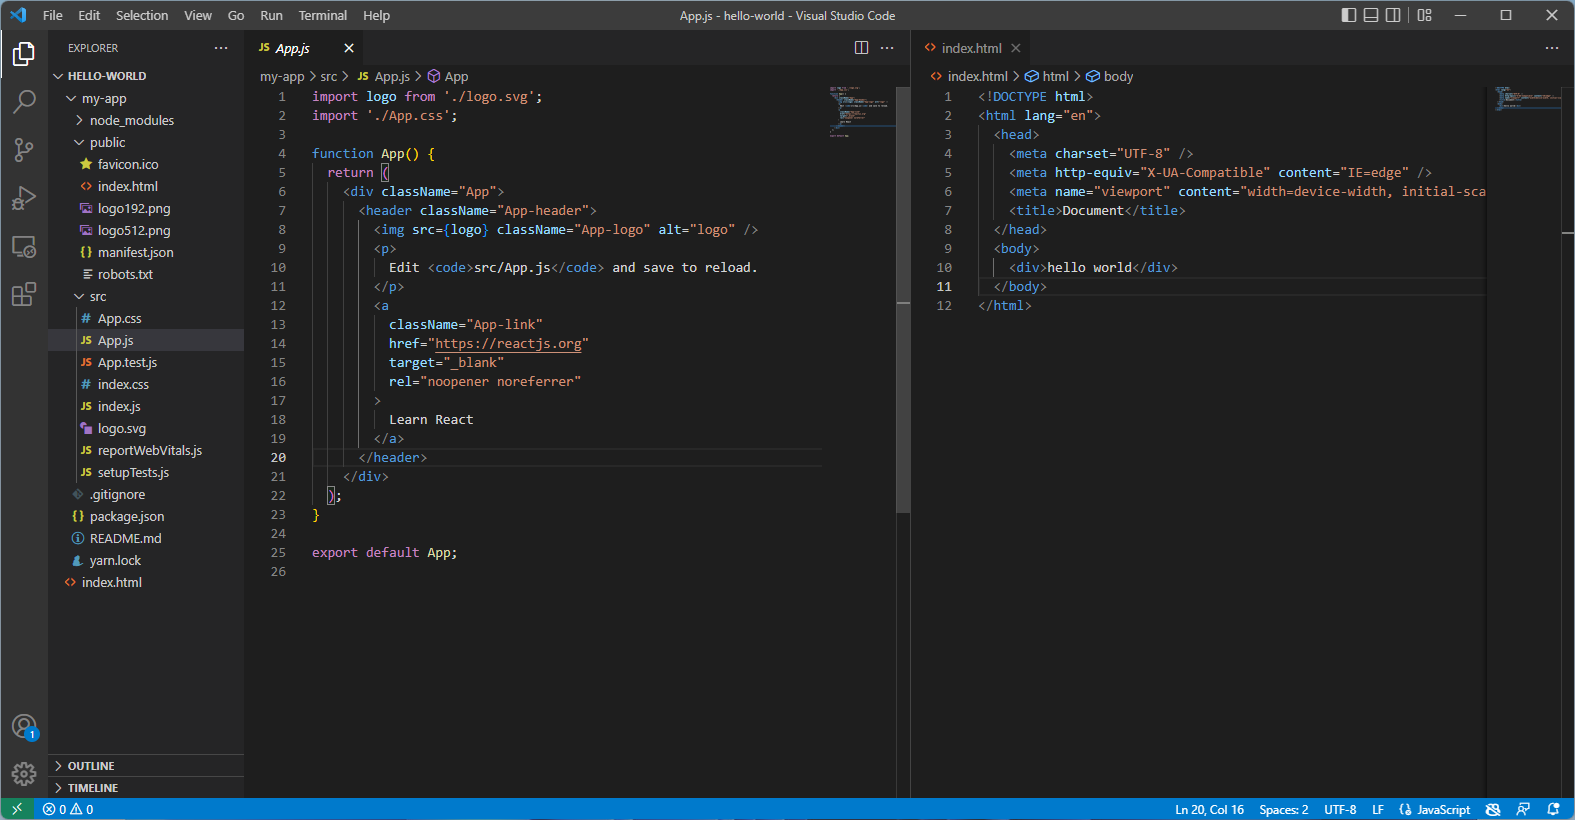 File Edit Selection View Go Run Terminal Help
App.js - hello-world - Visual Studio Code
EXPLORER
HELLO-WORLD
my-app
node_modules
public
favicon.ico
index.html
logo192.png
logo512.png
{} manifest.json
robots.txt
src
# App.css
JS App.js
JS App.test.js
# index.css
JS index.js
logo.svg
JS reportWebVitals.js
JS setupTests.js
.gitignore
{} package.json
README.md
yarn.lock
<> index.html
OUTLINE
TIMELINE
1
JS App.js
my-app > src > JS App.js > App
1 import logo from './logo.svg';
2 import './App.css';
3
4 function App() {
5 return (
6 <div className="App">
7 <header className="App-header">
8 <img src={logo} className="App-logo" alt="logo" />
9 <p>
10 Edit <code>src/App.js</code> and save to reload.
11 </p>
12 <a
13 className="App-link"
14 href="https://reactjs.org"
15 target="_blank"
16 rel="noopener noreferrer"
17 >
18 Learn React
19 </a>
20 </header>
21 </div>
22 );
23 }
24
25 export default App;
26
<> index.html
<> index.html > html > body
1 <!DOCTYPE html>
2 <html lang="en">
3 <head>
4 <meta charset="UTF-8" />
5 <meta http-equiv="X-UA-Compatible" content="IE=edge" />
6 <meta name="viewport" content="width=device-width, initial-sca
7 <title>Document</title>
8 </head>
9 <body>
10 <div>hello world</div>
11 </body>
12 </html>
0 0
Ln 20, Col 16 Spaces: 2 UTF-8 LF JavaScript